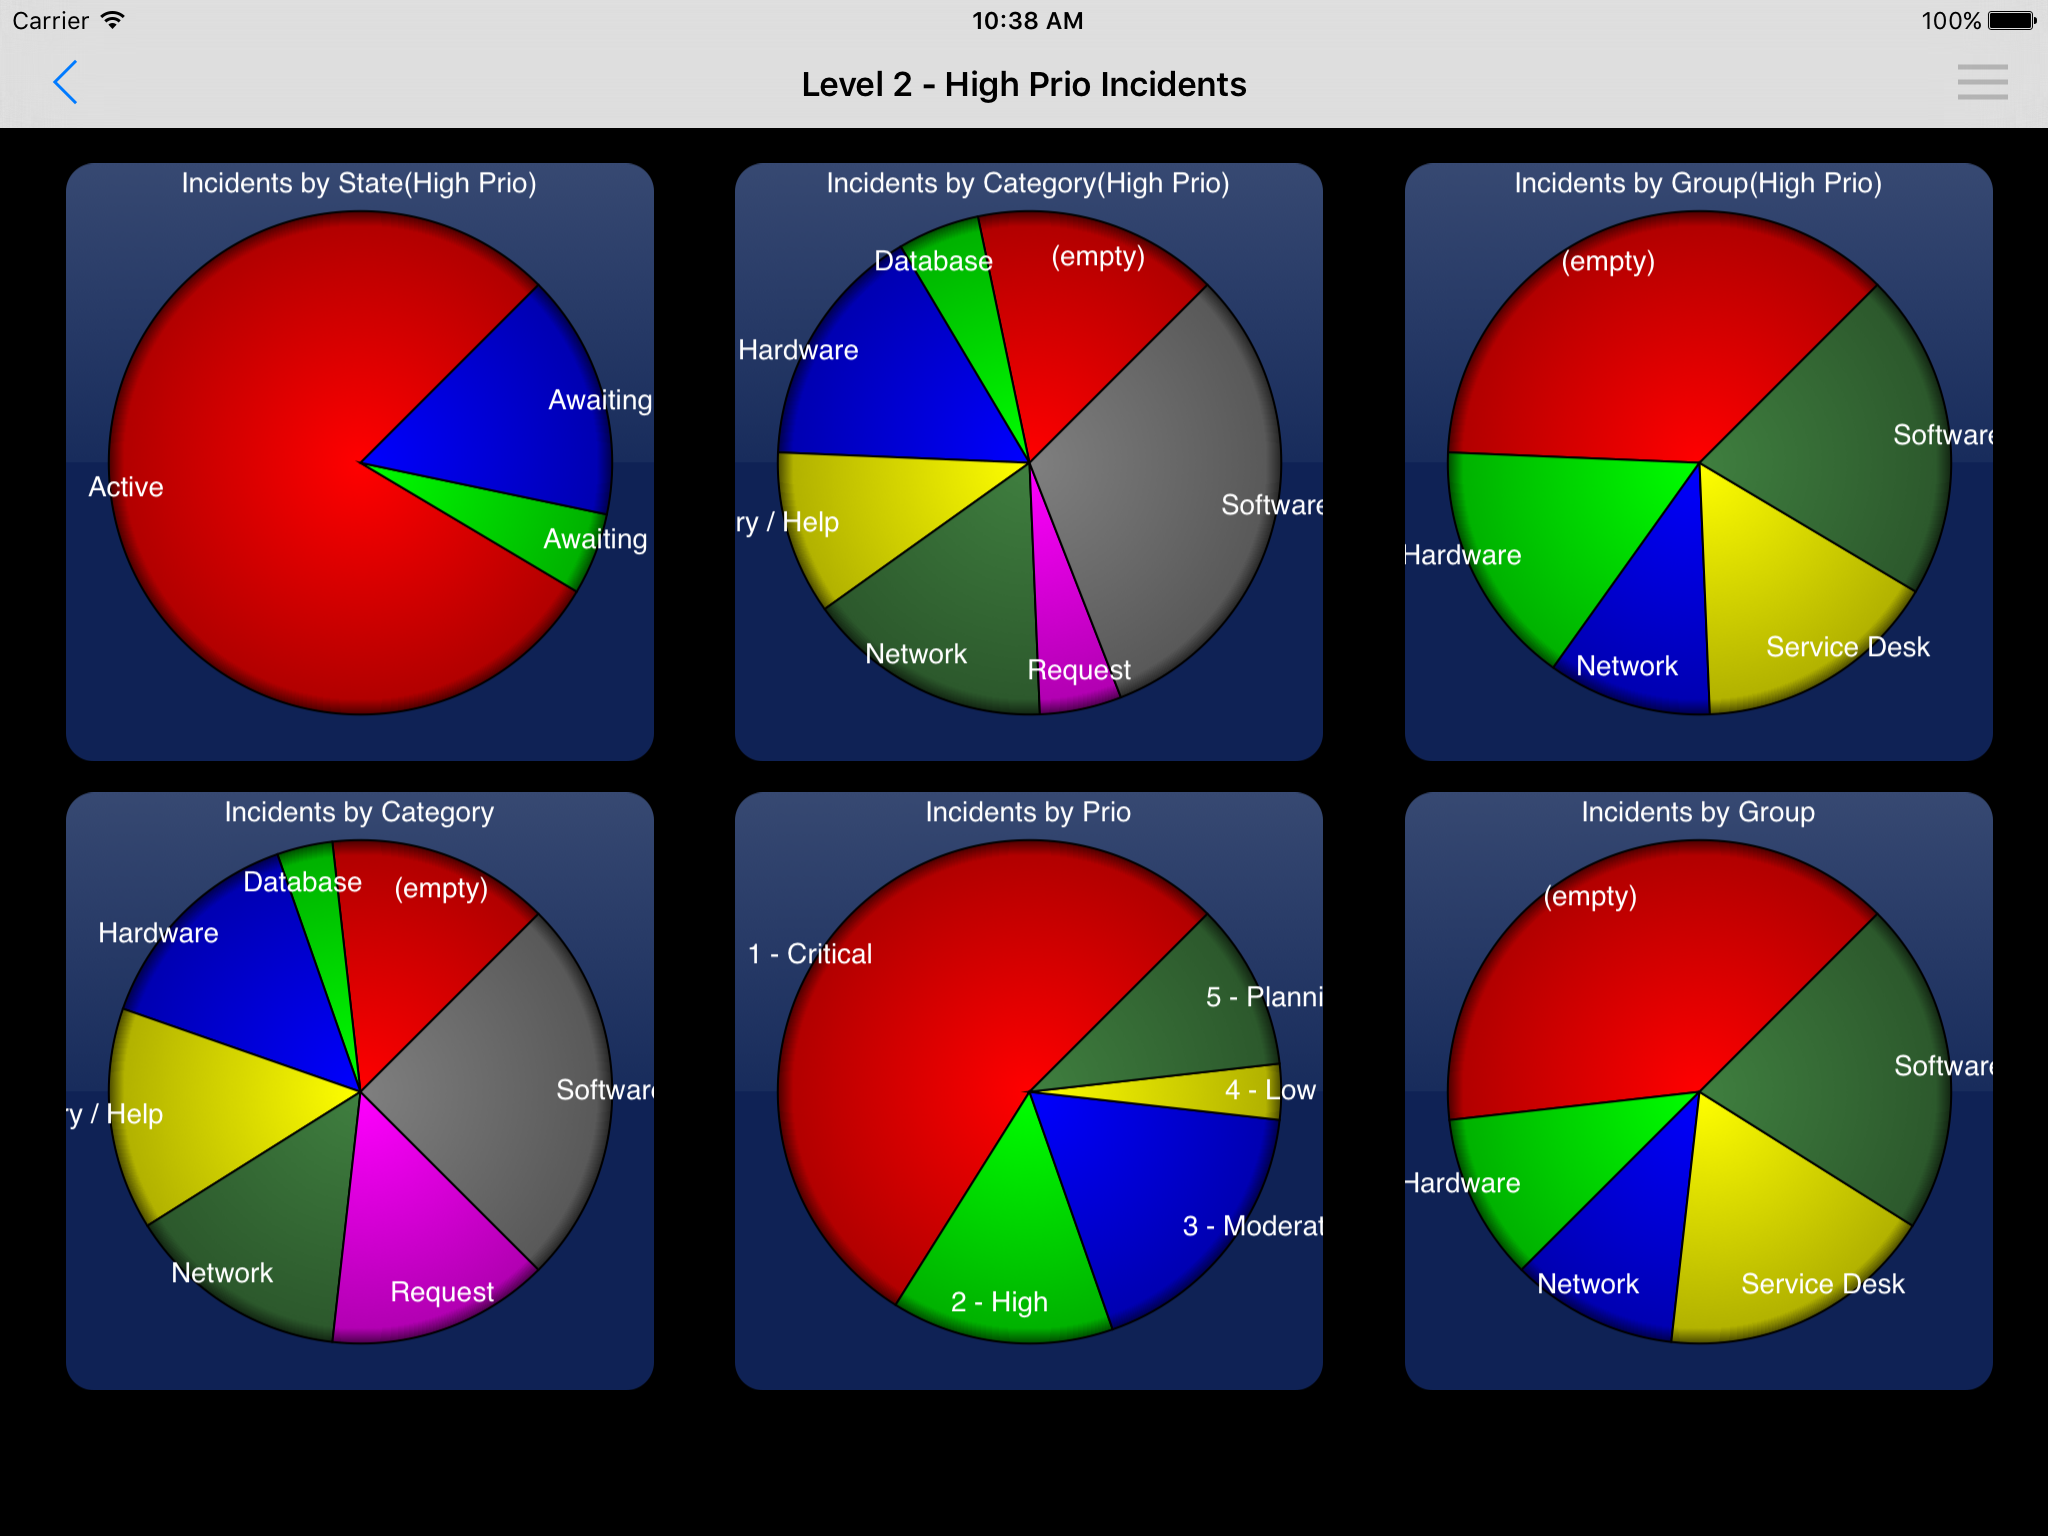 Carrier 10:38 AM 100%
Level 2 - High Prio Incidents
Incidents by State(High Prio)
Awaiting
Active
Awaiting
Incidents by Category(High Prio)
(empty)
Database
Hardware
Software
ry / Help
Network
Request
Incidents by Group(High Prio)
(empty)
Software
Hardware
Service Desk
Network
Incidents by Category
Database
(empty)
Hardware
Software
ry / Help
Network
Request
Incidents by Prio
1 - Critical
5 - Planni
4 - Low
3 - Moderat
2 - High
Incidents by Group
(empty)
Software
Hardware
Network
Service Desk